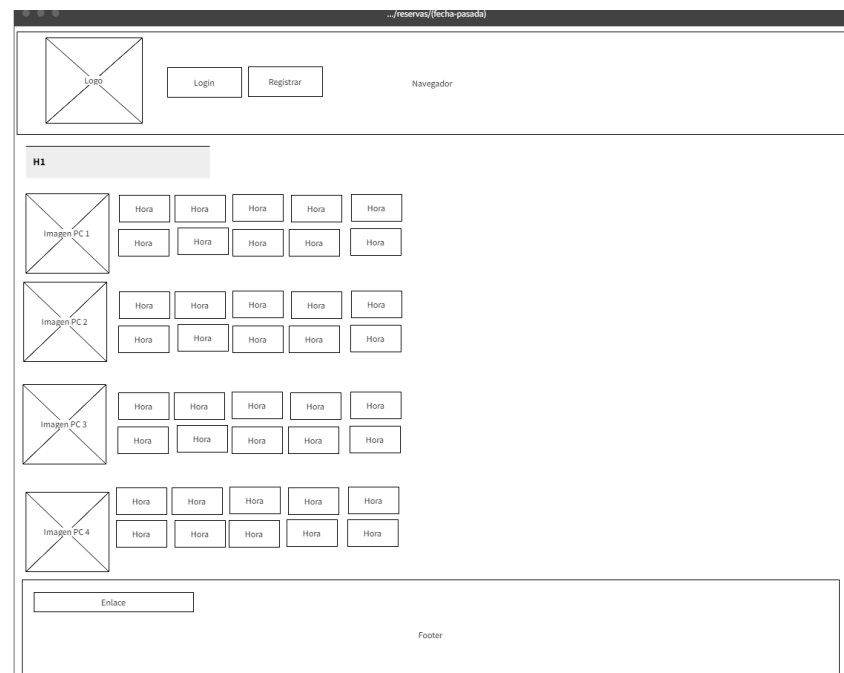 .../reservas/(fecha-pasada)
Logo
Login
Registrar
Navegador
H1
Imagen PC 1
Hora Hora Hora Hora Hora
Hora Hora Hora Hora Hora
Imagen PC 2
Hora Hora Hora Hora Hora
Hora Hora Hora Hora Hora
Imagen PC 3
Hora Hora Hora Hora Hora
Hora Hora Hora Hora Hora
Imagen PC 4
Hora Hora Hora Hora Hora
Hora Hora Hora Hora Hora
Enlace
Footer